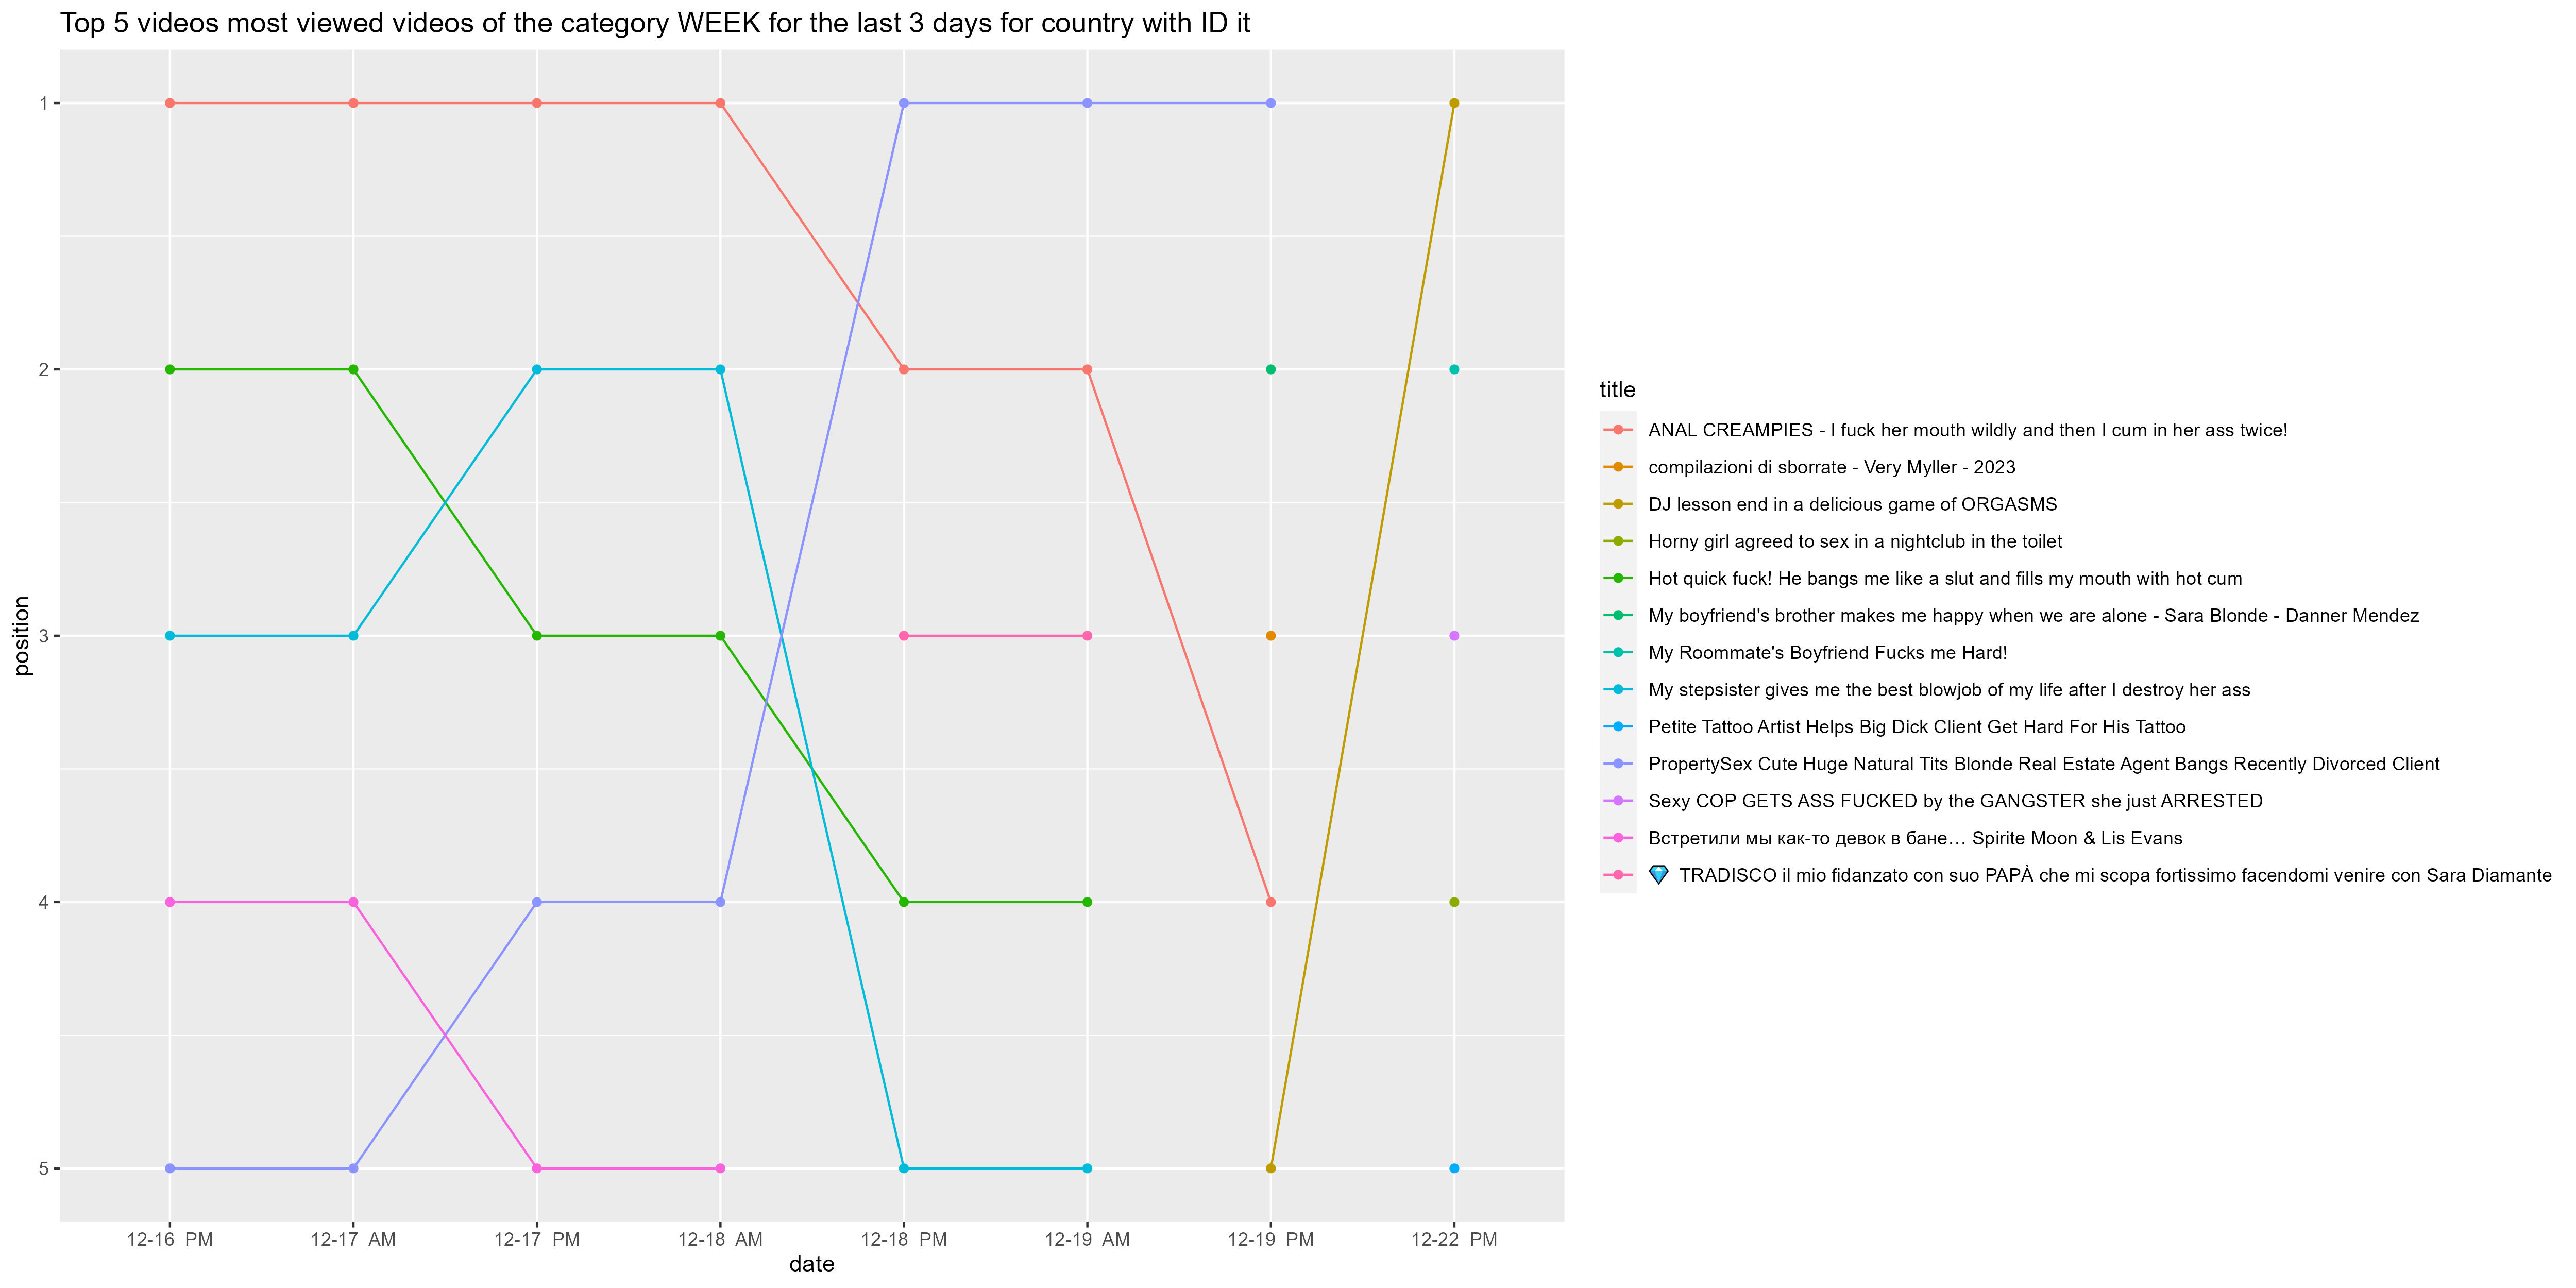 Top 5 videos most viewed videos of the category WEEK for the last 3 days for country with ID it
position
1
2
3
4
5
12-16 PM
12-17 AM
12-17 PM
12-18 AM
12-18 PM
12-19 AM
12-19 PM
12-22 PM
date
title
ANAL CREAMPIES - I fuck her mouth wildly and then I cum in her ass twice!
compilazioni di sborrate - Very Myller - 2023
DJ lesson end in a delicious game of ORGASMS
Horny girl agreed to sex in a nightclub in the toilet
Hot quick fuck! He bangs me like a slut and fills my mouth with hot cum
My boyfriend's brother makes me happy when we are alone - Sara Blonde - Danner Mendez
My Roommate's Boyfriend Fucks me Hard!
My stepsister gives me the best blowjob of my life after I destroy her ass
Petite Tattoo Artist Helps Big Dick Client Get Hard For His Tattoo
PropertySex Cute Huge Natural Tits Blonde Real Estate Agent Bangs Recently Divorced Client
Sexy COP GETS ASS FUCKED by the GANGSTER she just ARRESTED
Встретили мы как-то девок в бане… Spirite Moon & Lis Evans
💎 TRADISCO il mio fidanzato con suo PAPÀ che mi scopa fortissimo facendomi venire con Sara Diamante